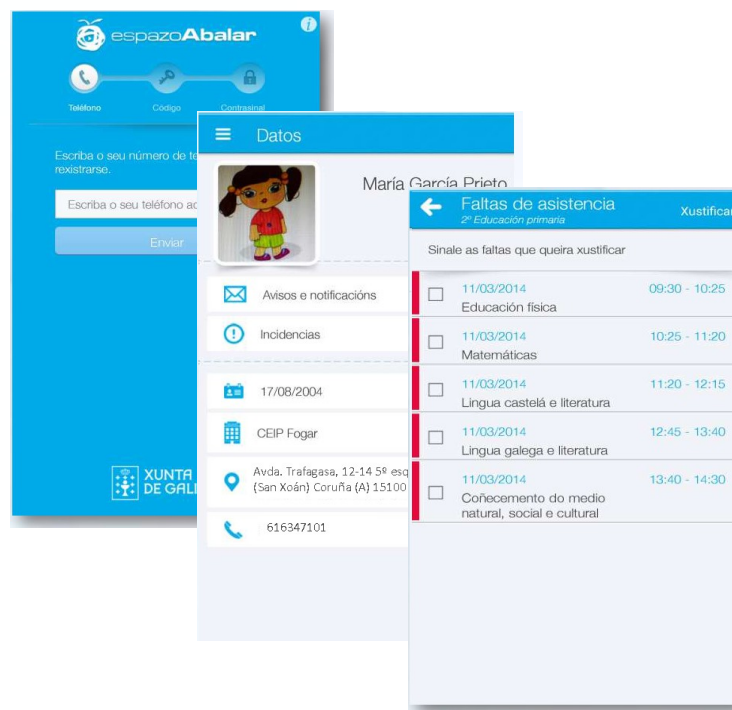 espazoAbalar
Teléfono
Código
Contrasinal
Escriba o seu número de te
rexistrarse.
Escriba o seu teléfono aq
Enviar
XUNTA
DE GALI
Datos
María García Prieto
Avisos e notificacións
Incidencias
17/08/2004
CEIP Fogar
Avda. Trafagasa, 12-14 5º esq
(San Xoán) Coruña (A) 15100
616347101
Faltas de asistencia
2º Educación primaria
Xustificar
Sinale as faltas que queira xustificar
11/03/2014 09:30 - 10:25
Educación física
11/03/2014 10:25 - 11:20
Matemáticas
11/03/2014 11:20 - 12:15
Lingua castelá e literatura
11/03/2014 12:45 - 13:40
Lingua galega e literatura
11/03/2014 13:40 - 14:30
Coñecemento do medio
natural, social e cultural